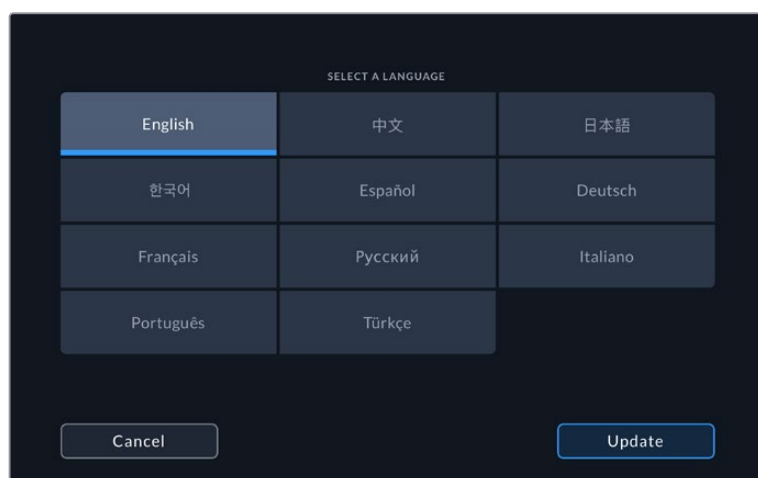 SELECT A LANGUAGE
English 中文 日本語
한국어 Español Deutsch
Français Русский Italiano
Português Türkçe
Cancel Update